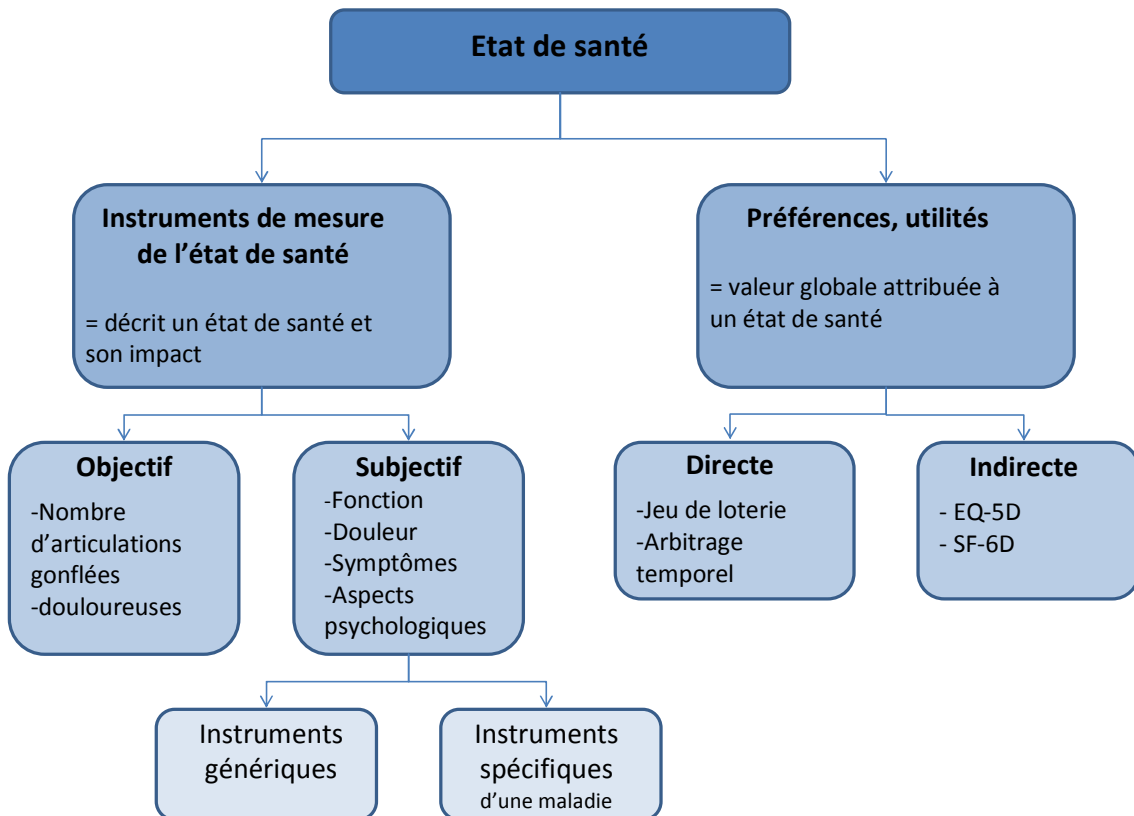 Etat de santé
Instruments de mesure
de l'état de santé
= décrit un état de santé et
son impact
Préférences, utilités
= valeur globale attribuée à
un état de santé
Objectif
-Nombre
d'articulations
gonflées
-douloureuses
Subjectif
-Fonction
-Douleur
-Symptômes
-Aspects
psychologiques
Directe
-Jeu de loterie
-Arbitrage
temporel
Indirecte
- EQ-5D
- SF-6D
Instruments
génériques
Instruments
spécifiques
d'une maladie